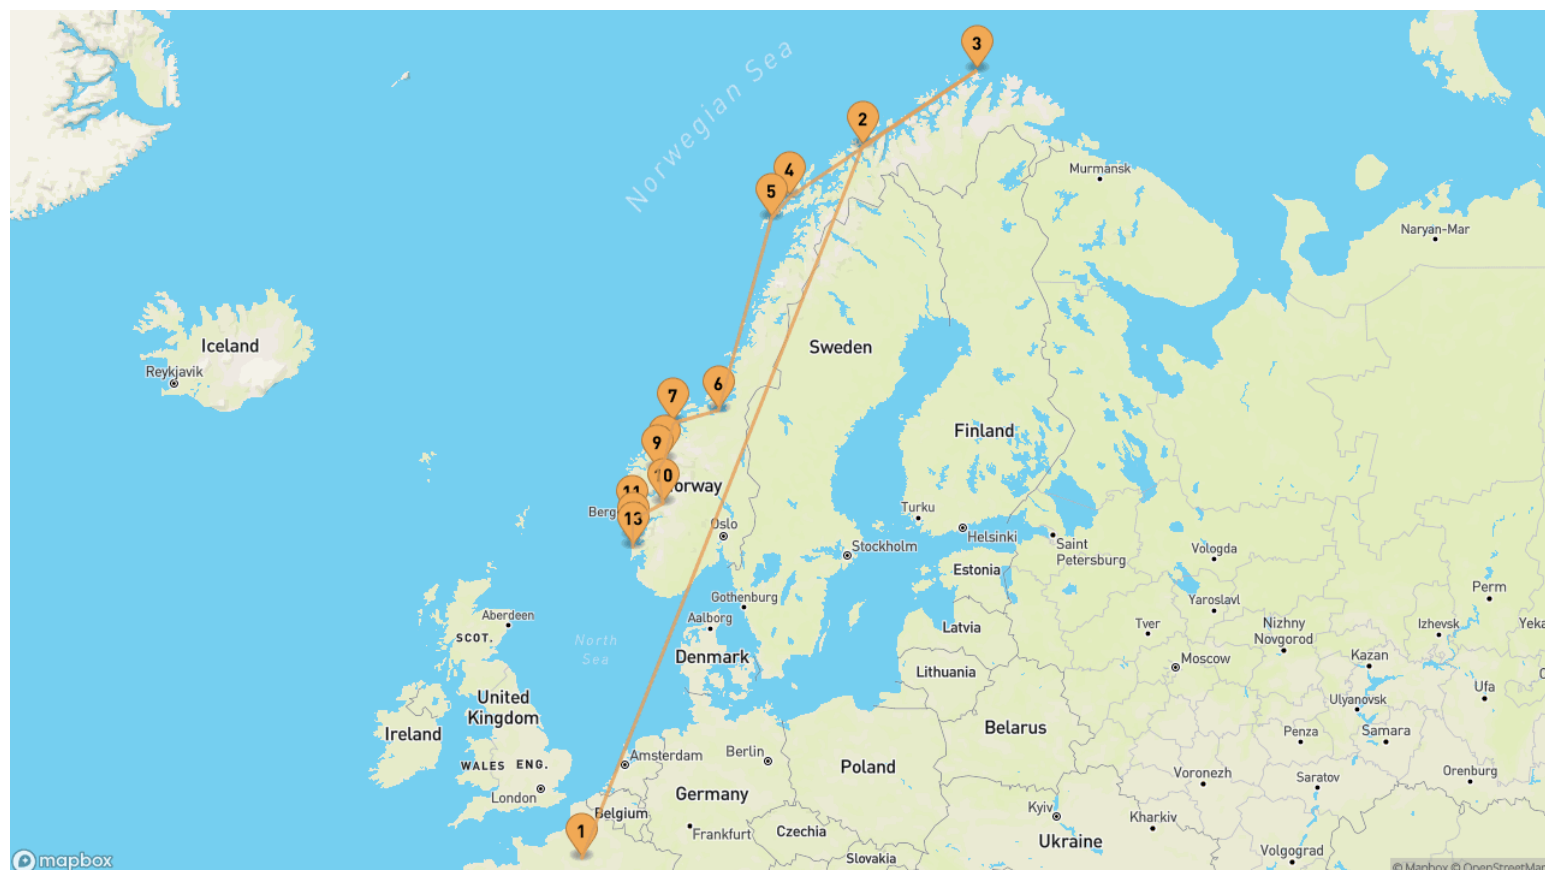 3
Norwegian Sea
2
4
5
Murmansk
Naryan-Mar
Iceland
Reykjavik
Sweden
6
7
9
Finland
10
Norway
11
13
Oslo
Turku
Helsinki
Stockholm
Saint
Petersburg
Vologda
Estonia
Perm
Gothenburg
Yaroslavl
Aalborg
Aberdeen
SCOT.
Latvia
Tver
Nizhny
Novgorod
Izhevsk
North
Sea
Denmark
Moscow
Kazan
Lithuania
Ufa
United
Kingdom
Ulyanovsk
Ireland
Belarus
Penza
Samara
Amsterdam
Berlin
WALES
ENG.
Poland
Voronezh
Saratov
Orenburg
London
Germany
Belgium
Kyiv
Kharkiv
1
Frankfurt
Czechia
Ukraine
Slovakia
Volgograd
mapbox
© Mapbox © OpenStreetMap